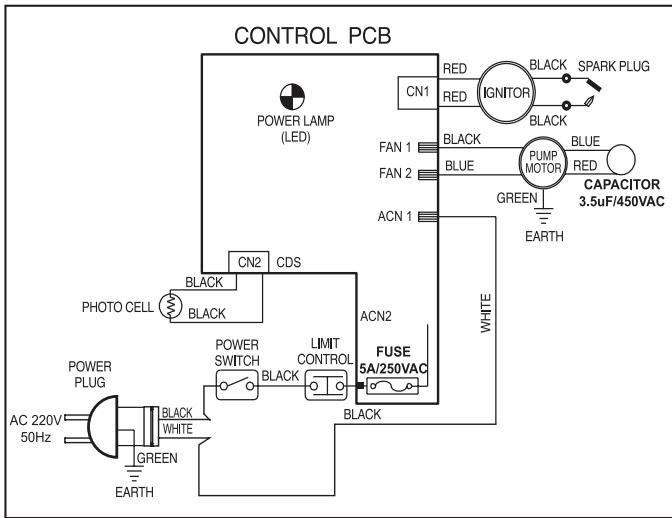 CONTROL PCB
POWER LAMP
(LED)
CN1
RED
RED
IGNITOR
BLACK
BLACK
SPARK PLUG
FAN 1
BLACK
FAN 2
BLUE
PUMP
MOTOR
BLUE
RED
CAPACITOR
3.5uF/450VAC
GREEN
EARTH
ACN 1
WHITE
CN2
CDS
BLACK
BLACK
PHOTO CELL
ACN2
POWER
SWITCH
BLACK
LIMIT
CONTROL
FUSE
5A/250VAC
POWER
PLUG
AC 220V
50Hz
BLACK
WHITE
GREEN
EARTH
BLACK